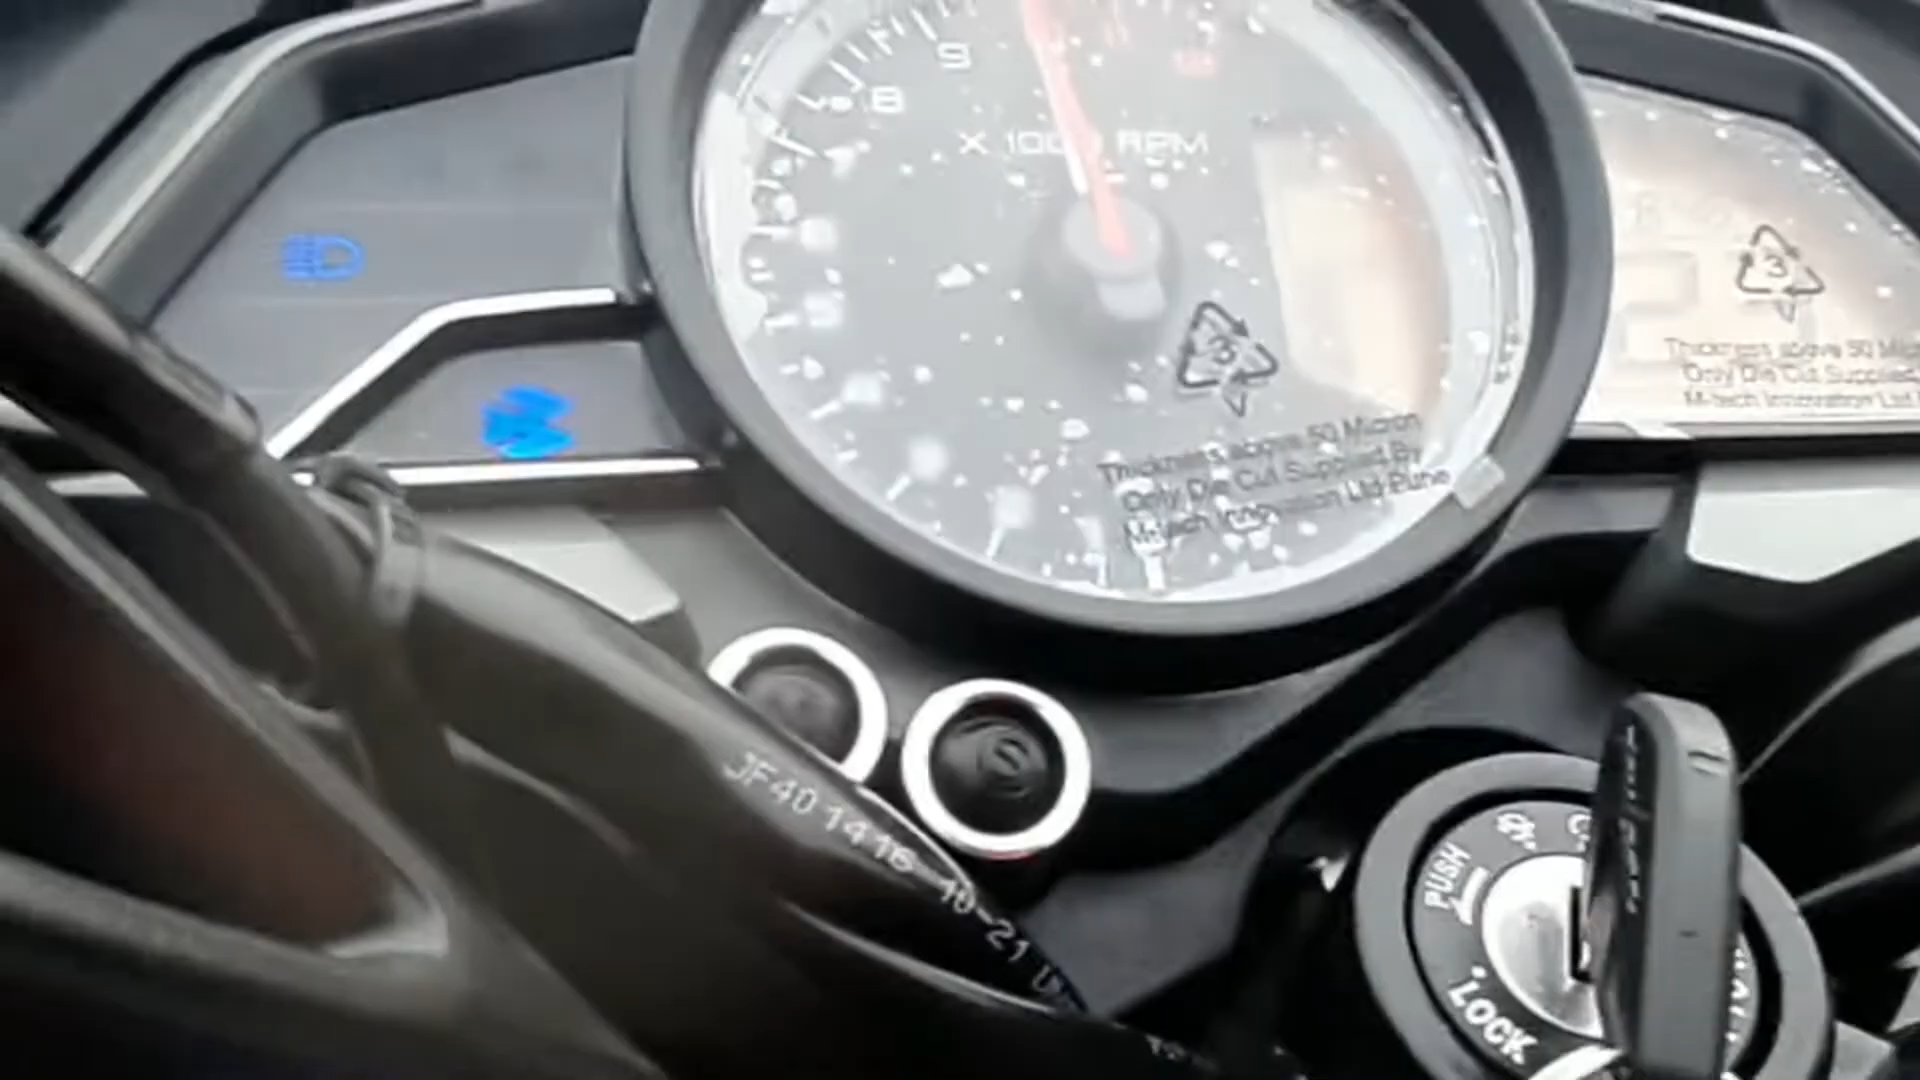 9
8
X 1000 RPM
3
Thickness above 50 Micron
Only Die Cut Supplied By
M-tech Innovation Ltd Pune
3
Thickness above 50
Only Die Cut Supplied
M-tech Innovation Ltd
JF40 1416 10-21
PUSH
LOCK